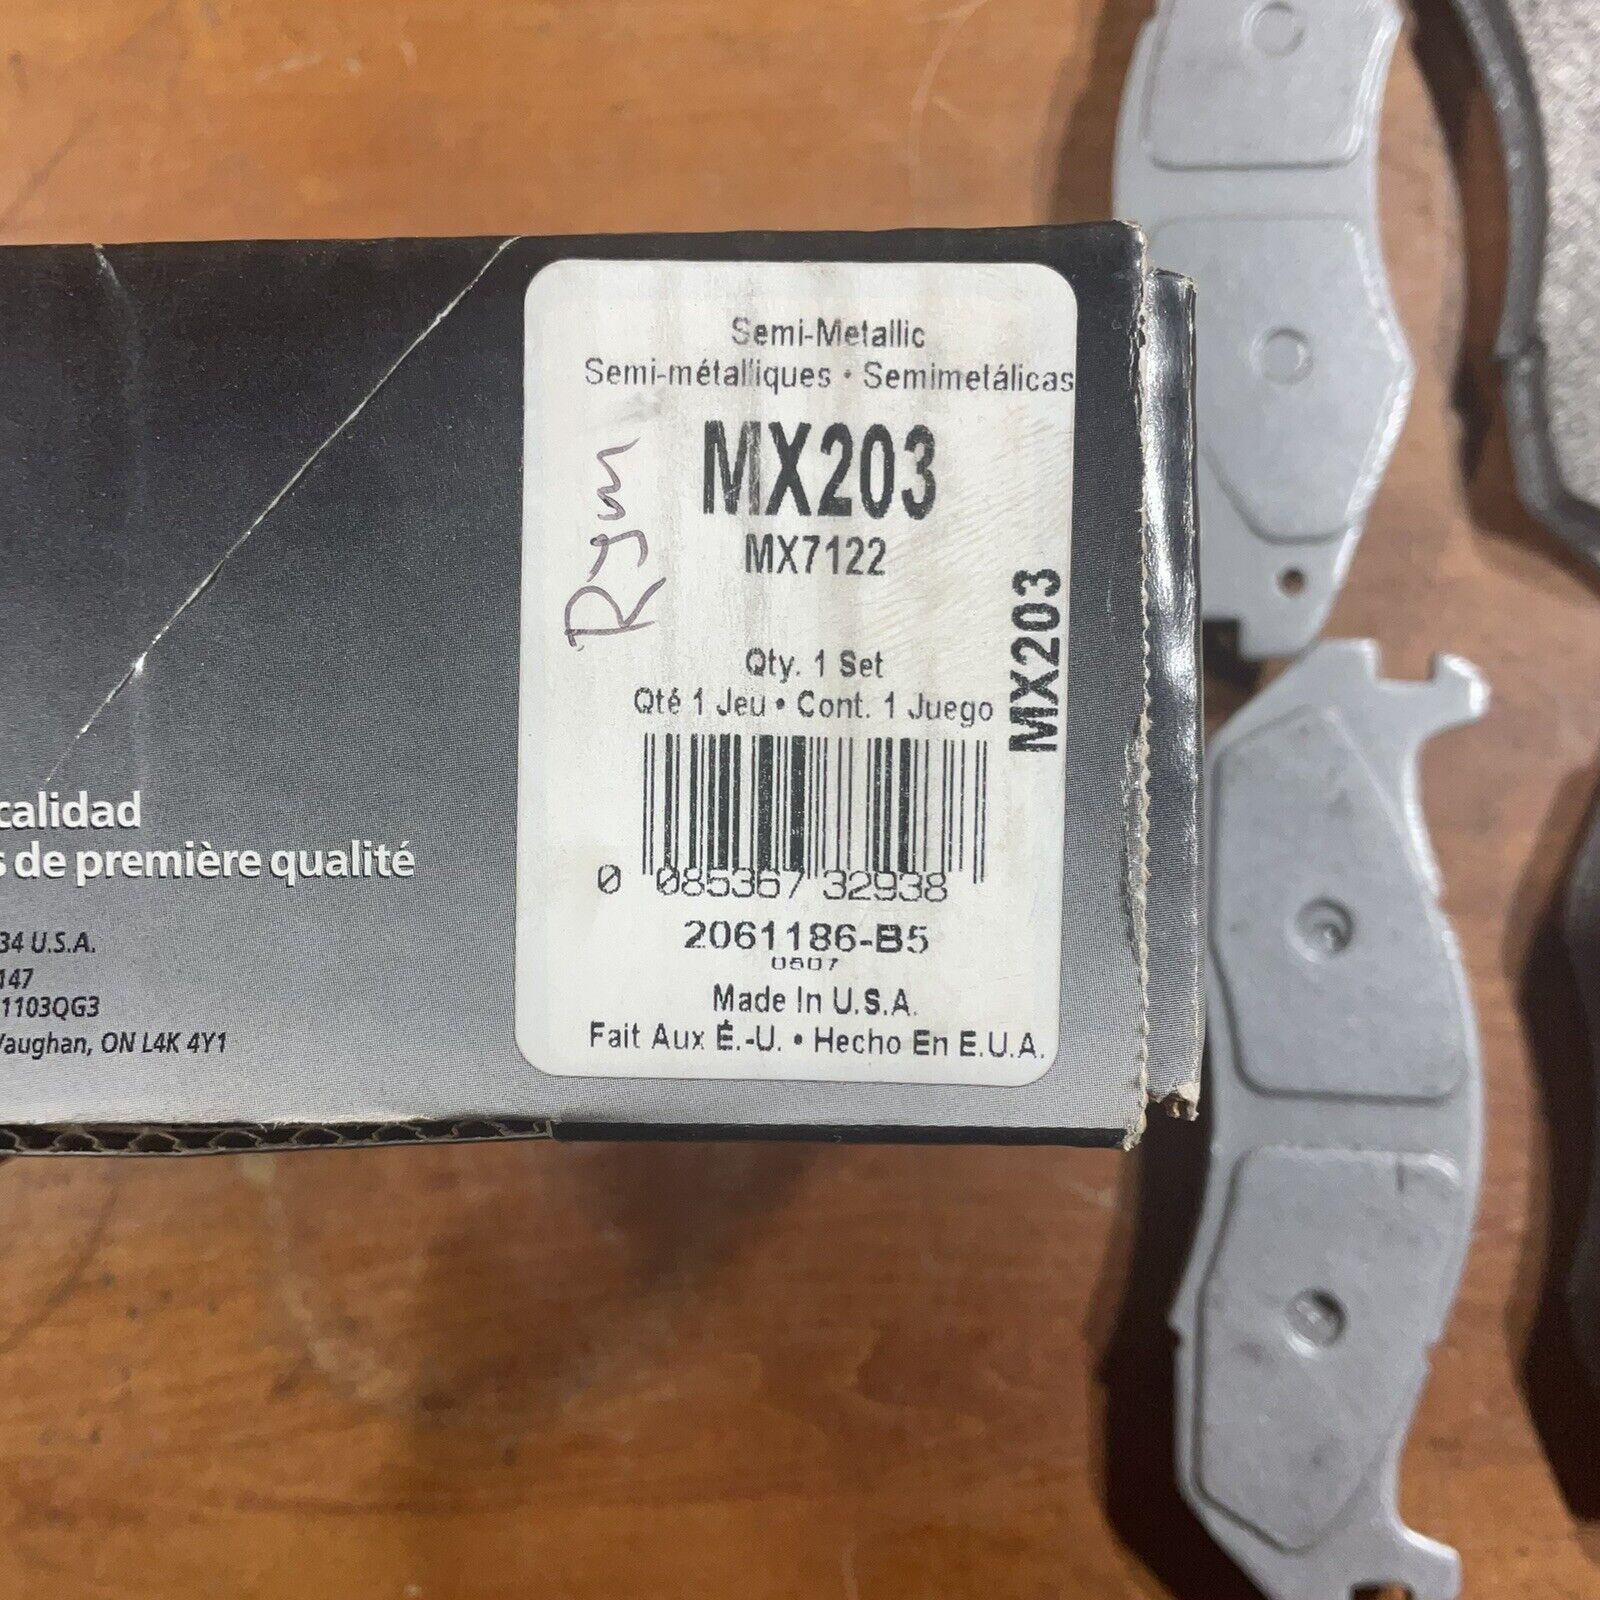 Semi-Metallic
Semi-métalliques • Semimetálicas
MX203
MX7122
Qty. 1 Set
Qté 1 Jeu • Cont. 1 Juego
MX203
0 085367 32938
2061186-B5
0507
Made In U.S.A.
Fait Aux É.-U. • Hecho En E.U.A.
calidad
s de première qualité
34 U.S.A.
147
1103QG3
Vaughan, ON L4K 4Y1